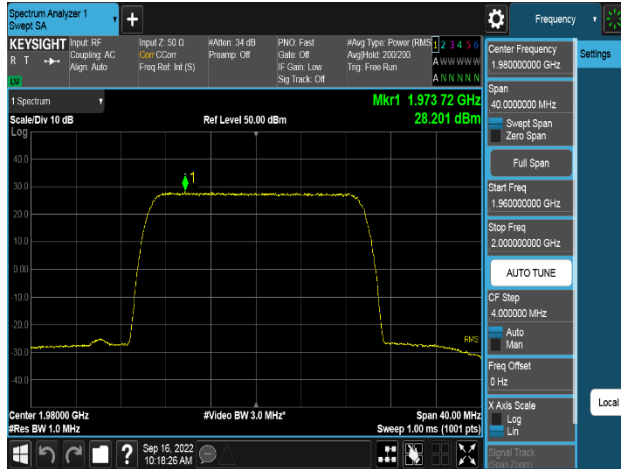 Spectrum Analyzer 1
Swept SA
Frequency
KEYSIGHT
R T
LXI
Input: RF
Coupling: AC
Align: Auto
Input Z: 50 Ω
Corr CCorr
Freq Ref: Int (S)
#Atten: 34 dB
Preamp: Off
PNO: Fast
Gate: Off
IF Gain: Low
Sig Track: Off
#Avg Type: Power (RMS
Avg|Hold: 200/200
Trig: Free Run
1 2 3 4 5 6
A W W W W W
A N N N N N
1 Spectrum
Mkr1 1.973 72 GHz
Scale/Div 10 dB
Ref Level 50.00 dBm
28.201 dBm
Log
40.0
30.0
20.0
10.0
0.00
-10.0
-20.0
-30.0
-40.0
1
RMS
Center 1.98000 GHz
#Video BW 3.0 MHz*
Span 40.00 MHz
#Res BW 1.0 MHz
Sweep 1.00 ms (1001 pts)
Sep 16, 2022
10:18:26 AM
Center Frequency
1.980000000 GHz
Settings
Span
40.0000000 MHz
Swept Span
Zero Span
Full Span
Start Freq
1.960000000 GHz
Stop Freq
2.000000000 GHz
AUTO TUNE
CF Step
4.000000 MHz
Auto
Man
Freq Offset
0 Hz
X Axis Scale
Log
Lin
Local
Signal Track
(Span Zoom)